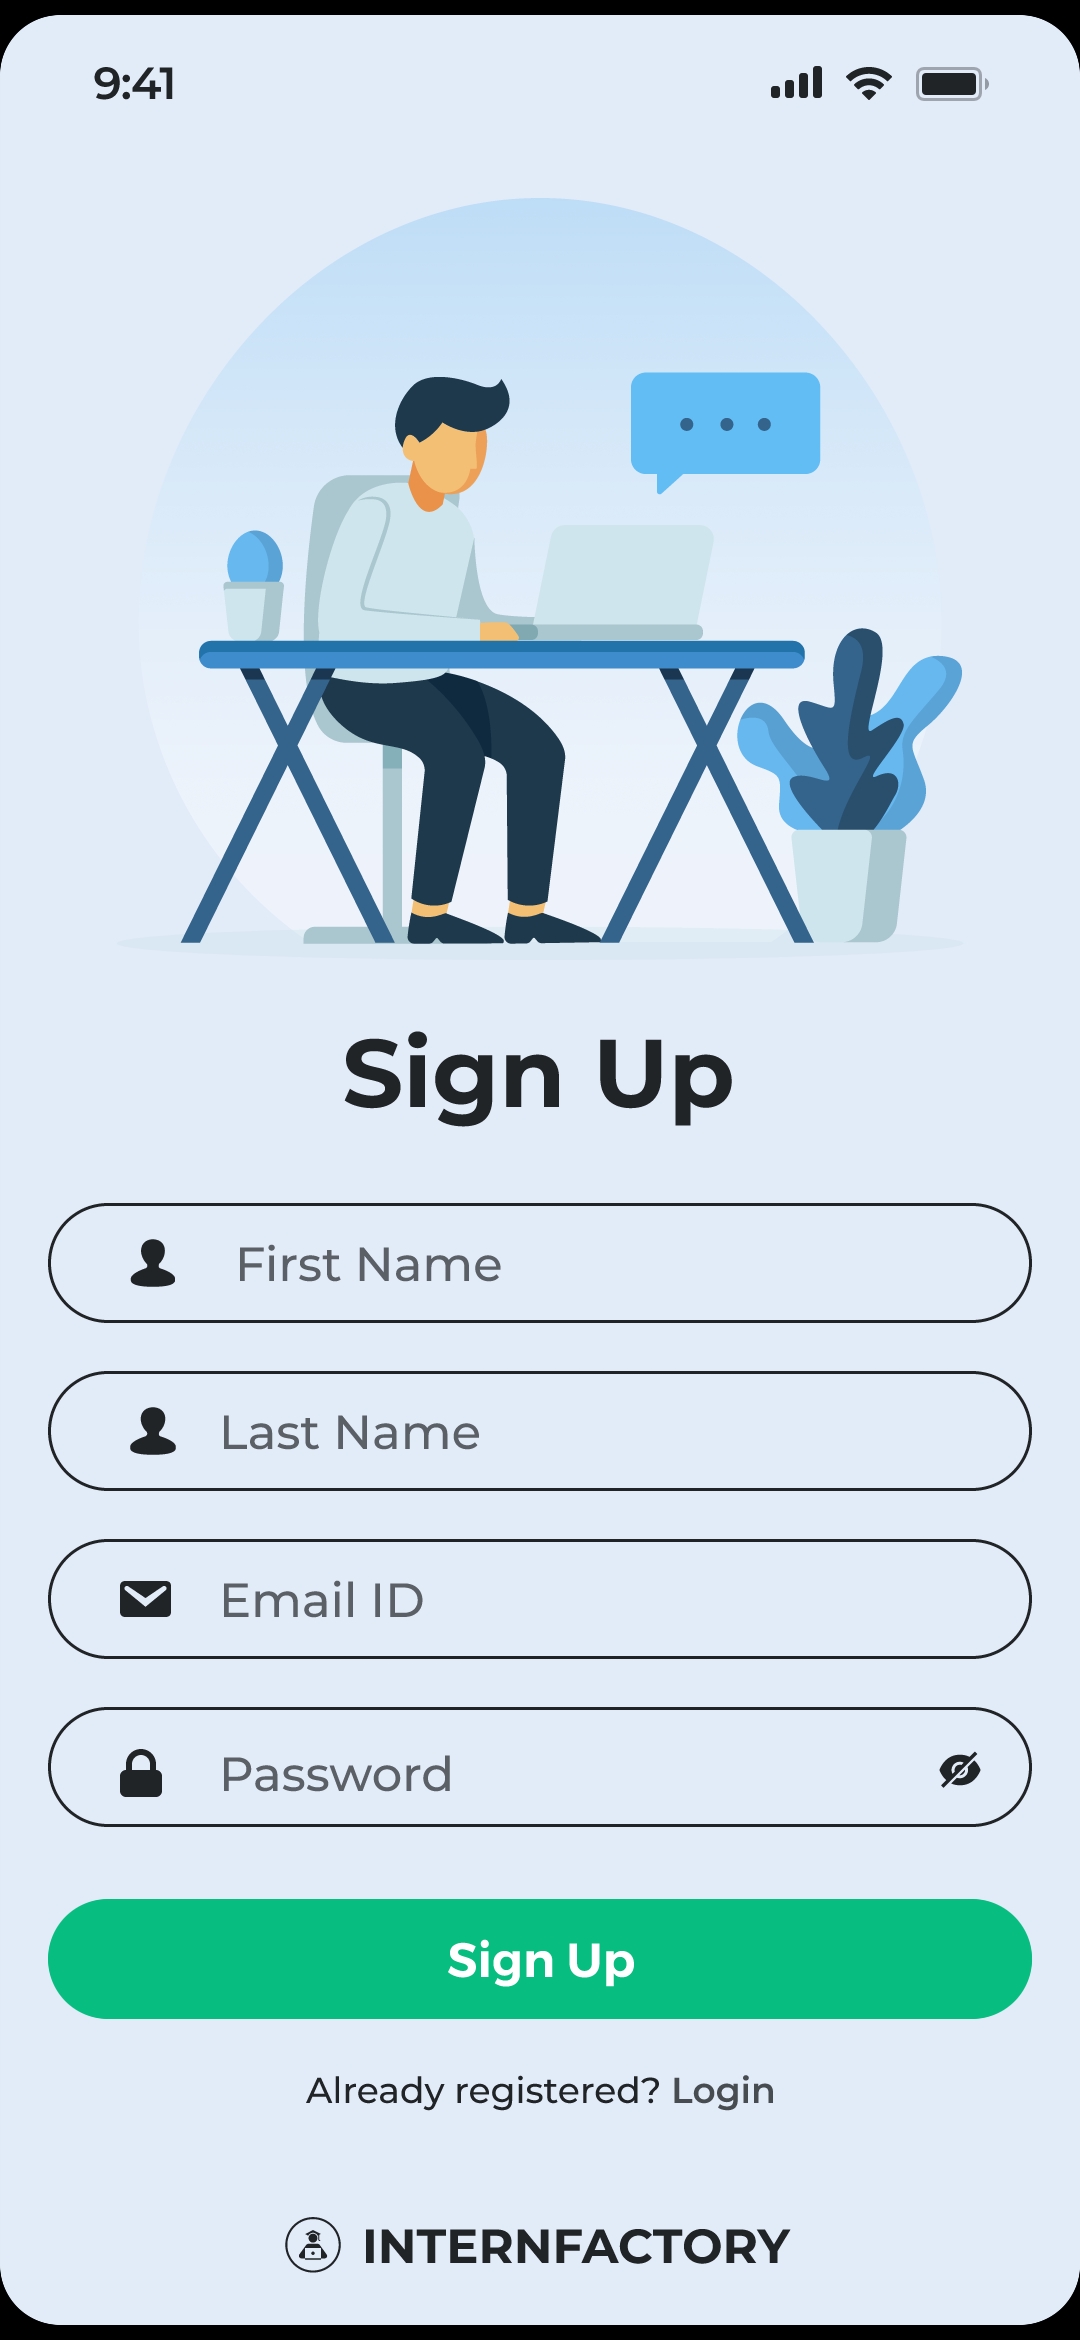 9:41
Sign Up
First Name
Last Name
Email ID
Password
Sign Up
Already registered? Login
INTERNFACTORY